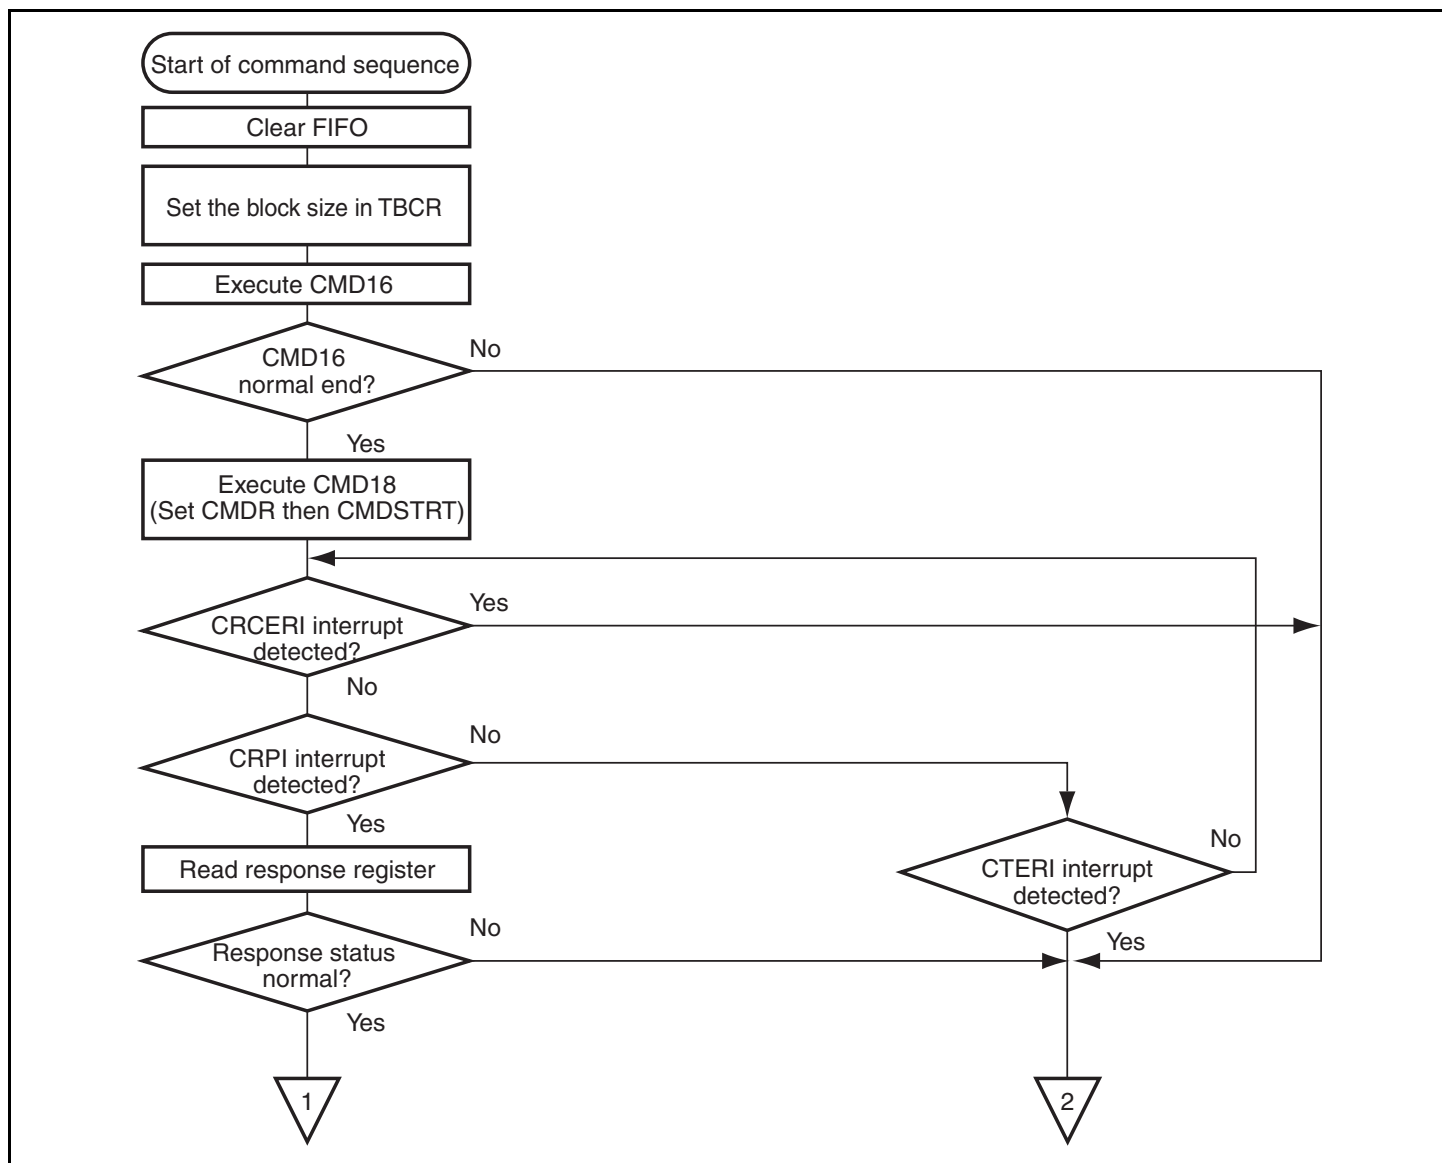 Start of command sequence
Clear FIFO
Set the block size in TBCR
Execute CMD16
CMD16
normal end?
No
Yes
Execute CMD18
(Set CMDR then CMDSTRT)
CRCERI interrupt
detected?
Yes
No
CRPI interrupt
detected?
No
Yes
Read response register
CTERI interrupt
detected?
No
Yes
Response status
normal?
No
Yes
1
2